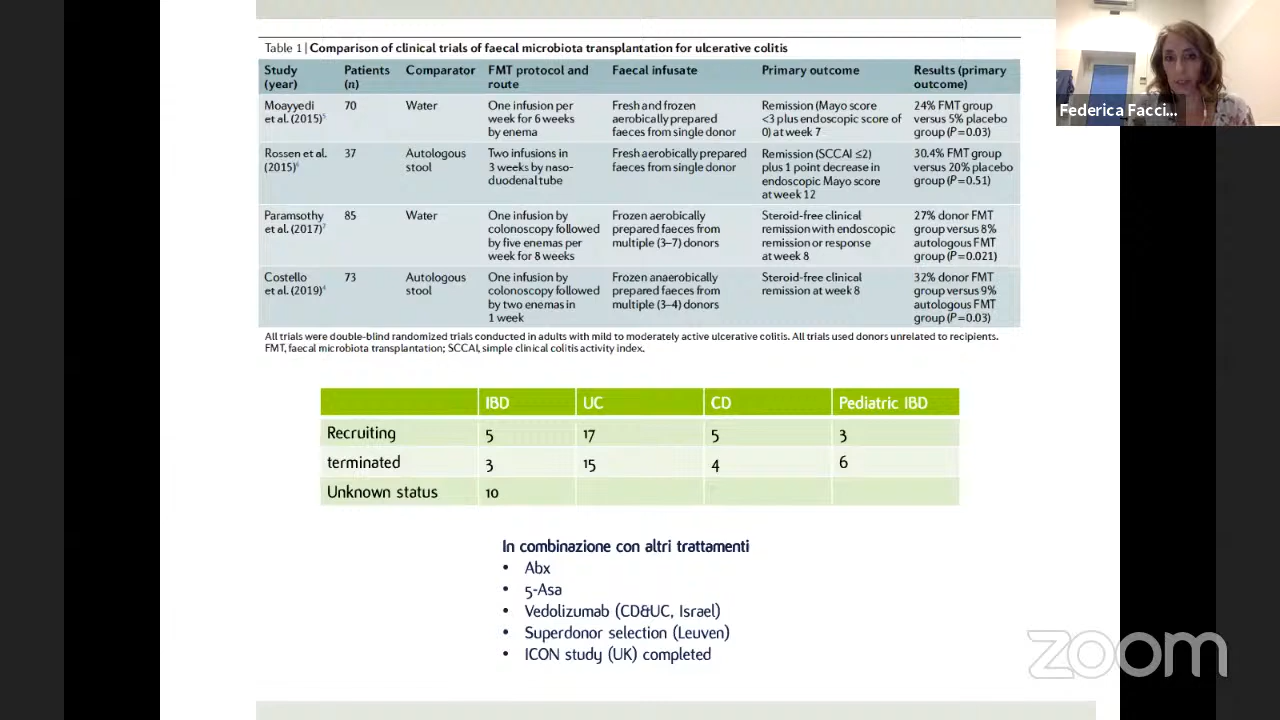 Table 1 | Comparison of clinical trials of faecal microbiota transplantation for ulcerative colitis
Study (year) Patients (n) Comparator FMT protocol and route Faecal infusate Primary outcome Results (primary outcome)
Moayyedi et al. (2015)⁵ 70 Water One infusion per week for 6 weeks by enema Fresh and frozen aerobically prepared faeces from single donor Remission (Mayo score <3 plus endoscopic score of 0) at week 7 24% FMT group versus 5% placebo group (P=0.03)
Rossen et al. (2015)⁶ 37 Autologous stool Two infusions in 3 weeks by naso-duodenal tube Fresh aerobically prepared faeces from single donor Remission (SCCAI ≤2) plus 1 point decrease in endoscopic Mayo score at week 12 30.4% FMT group versus 20% placebo group (P=0.51)
Paramsothy et al. (2017)⁷ 85 Water One infusion by colonoscopy followed by five enemas per week for 8 weeks Frozen aerobically prepared faeces from multiple (3–7) donors Steroid-free clinical remission with endoscopic remission or response at week 8 27% donor FMT group versus 8% autologous FMT group (P=0.021)
Costello et al. (2019)⁴ 73 Autologous stool One infusion by colonoscopy followed by two enemas in 1 week Frozen anaerobically prepared faeces from multiple (3–4) donors Steroid-free clinical remission at week 8 32% donor FMT group versus 9% autologous FMT group (P=0.03)
All trials were double-blind randomized trials conducted in adults with mild to moderately active ulcerative colitis. All trials used donors unrelated to recipients.
FMT, faecal microbiota transplantation; SCCAI, simple clinical colitis activity index.
IBD UC CD Pediatric IBD
Recruiting 5 17 5 3
terminated 3 15 4 6
Unknown status 10
In combinazione con altri trattamenti
• Abx
• 5-Asa
• Vedolizumab (CD&UC, Israel)
• Superdonor selection (Leuven)
• ICON study (UK) completed
Federica Facci...
zoom